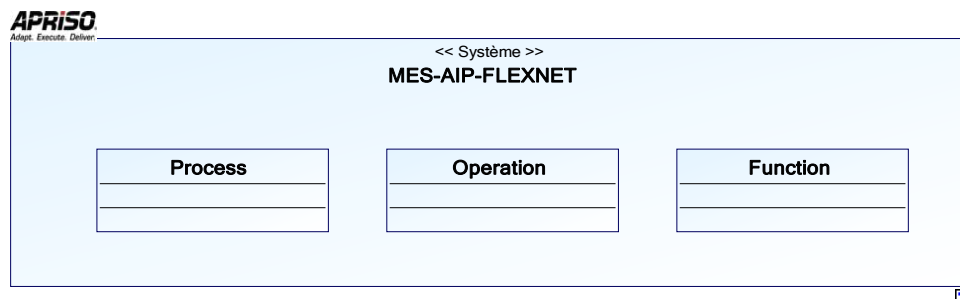 APRISO.
Adapt. Execute. Deliver.
<< Système >>
MES-AIP-FLEXNET
Process Operation Function